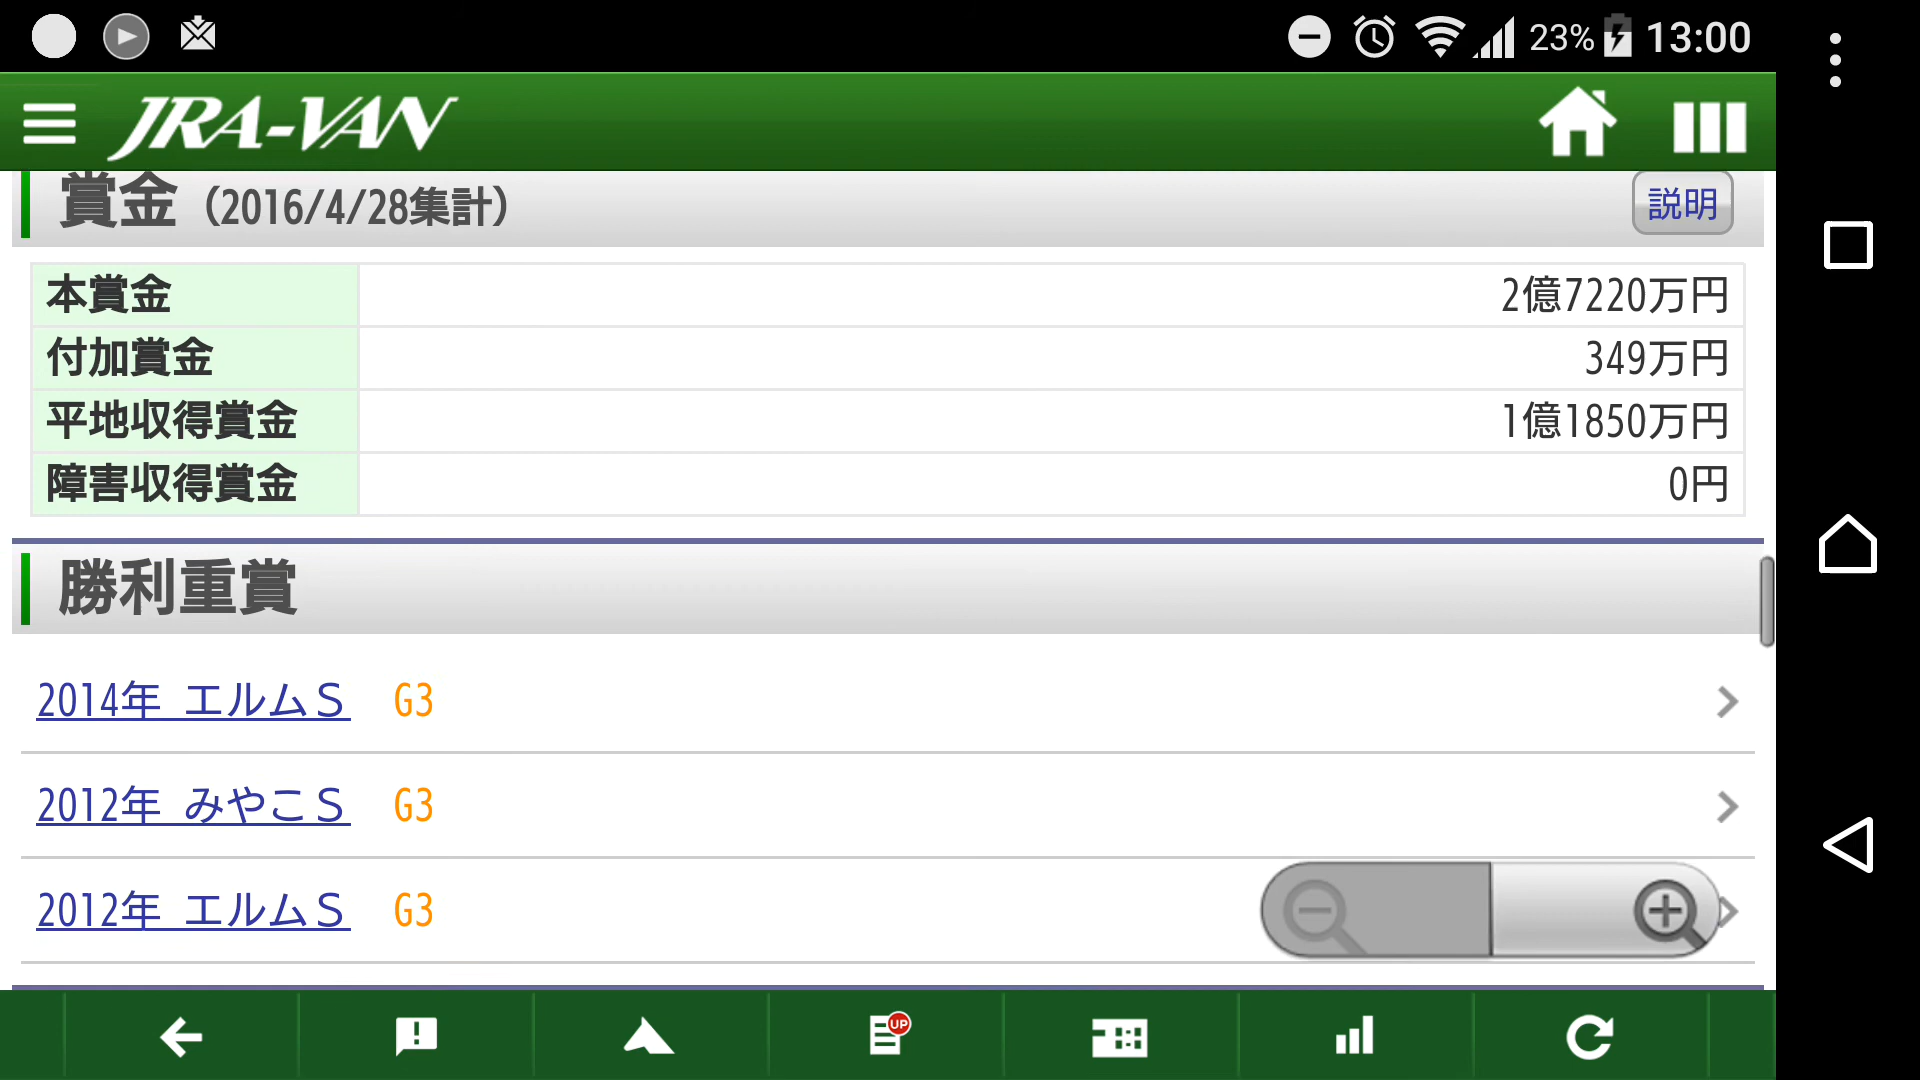 23% 13:00
JRA-VAN
賞金 (2016/4/28集計) 説明
本賞金 2億7220万円
付加賞金 349万円
平地収得賞金 1億1850万円
障害収得賞金 0円
勝利重賞
2014年 エルムＳ G3
2012年 みやこＳ G3
2012年 エルムＳ G3
UP